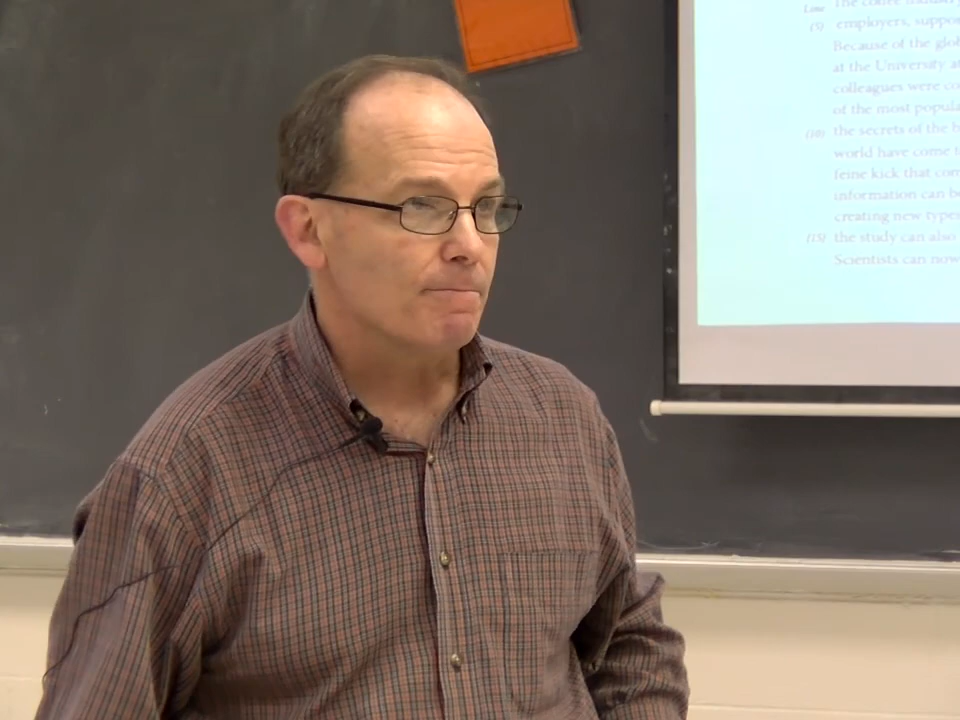 Line The coffee industry
(5) employers, suppor
Because of the glo
at the University a
colleagues were co
of the most popula
(10) the secrets of the b
world have come t
feine kick that com
information can be
creating new types
(15) the study can also
Scientists can now